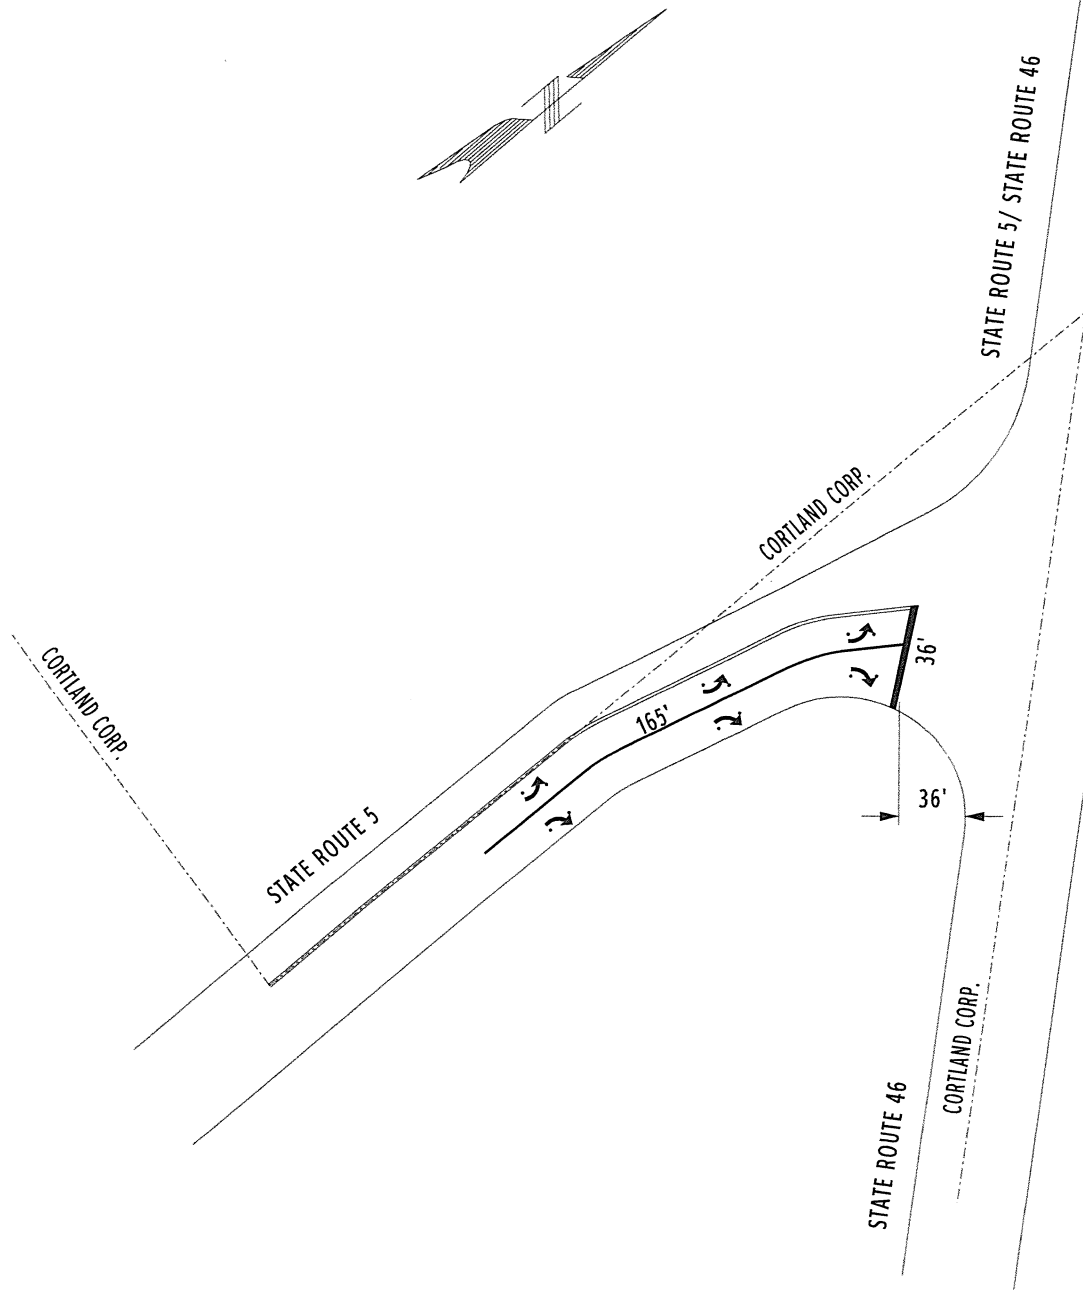 STATE ROUTE 5/ STATE ROUTE 46
CORTLAND CORP.
CORTLAND CORP.
36'
165'
36'
STATE ROUTE 5
CORTLAND CORP.
STATE ROUTE 46